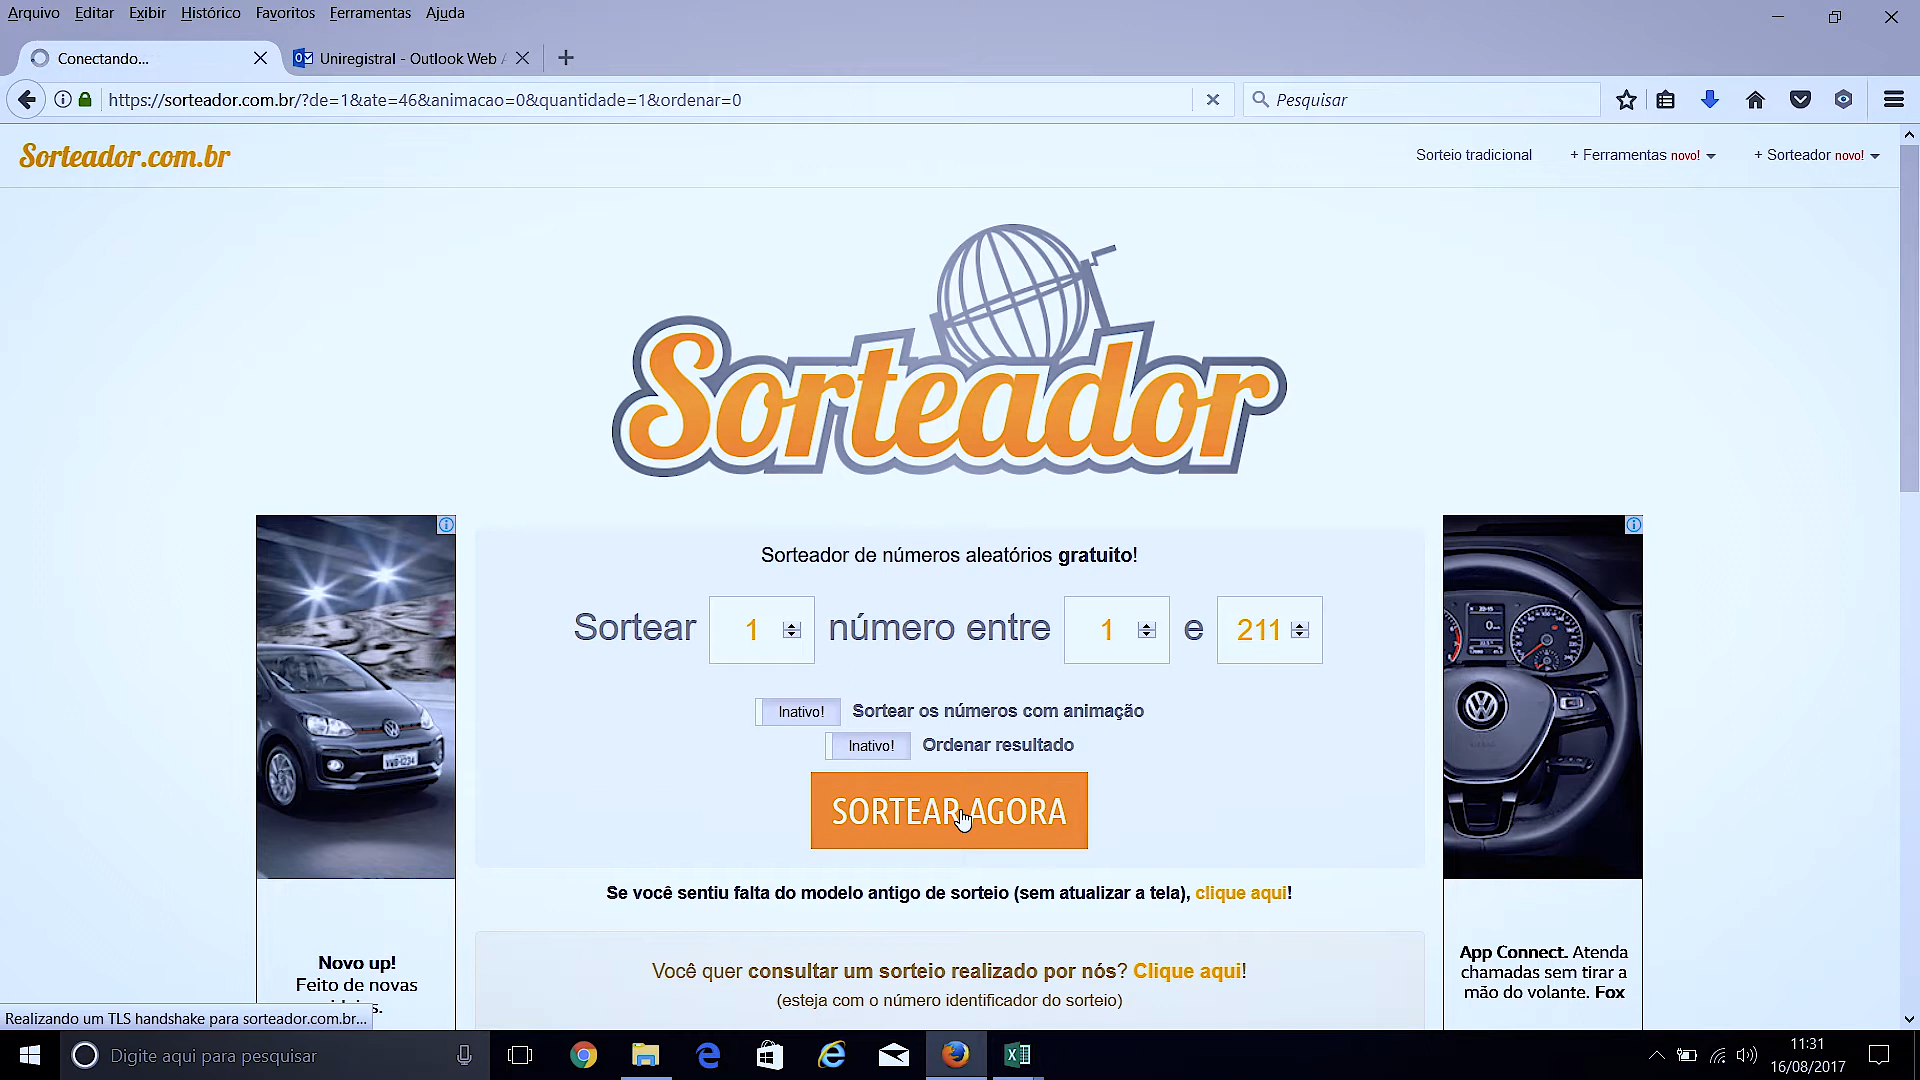 Arquivo Editar Exibir Histórico Favoritos Ferramentas Ajuda
Conectando...
Uniregistral - Outlook Web
https://sorteador.com.br/?de=1&ate=46&animacao=0&quantidade=1&ordenar=0
Pesquisar
Sorteador.com.br
Sorteio tradicional + Ferramentas novo! + Sorteador novo!
Sorteador
Sorteador de números aleatórios gratuito!
Sortear 1 número entre 1 e 211
Inativo! Sortear os números com animação
Inativo! Ordenar resultado
SORTEAR AGORA
Se você sentiu falta do modelo antigo de sorteio (sem atualizar a tela), clique aqui!
Você quer consultar um sorteio realizado por nós? Clique aqui!
(esteja com o número identificador do sorteio)
Novo up!
Feito de novas
App Connect. Atenda
chamadas sem tirar a
mão do volante. Fox
Realizando um TLS handshake para sorteador.com.br...
Digite aqui para pesquisar
11:31
16/08/2017